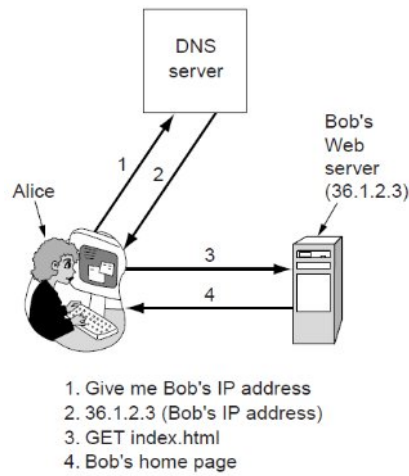 DNS
server
Bob's
Web
server
(36.1.2.3)
Alice
1
2
3
4
1. Give me Bob's IP address
2. 36.1.2.3 (Bob's IP address)
3. GET index.html
4. Bob's home page